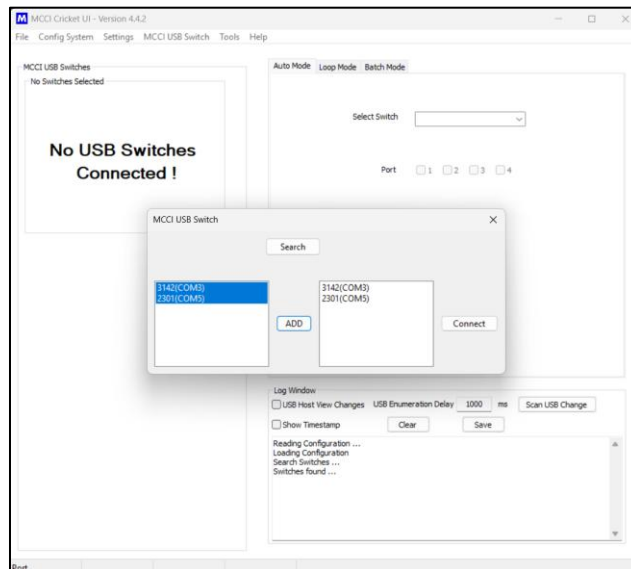 MCCI Cricket UI - Version 4.4.2
File Config System Settings MCCI USB Switch Tools Help
MCCI USB Switches
No Switches Selected
No USB Switches
Connected !
Auto Mode Loop Mode Batch Mode
Select Switch
Port 1 2 3 4
MCCI USB Switch
Search
3142(COM3)
2301(COM5)
ADD
3142(COM3)
2301(COM5)
Connect
Log Window
USB Host View Changes USB Enumeration Delay 1000 ms Scan USB Change
Show Timestamp Clear Save
Reading Configuration ...
Loading Configuration
Search Switches ...
Switches found ...
Port